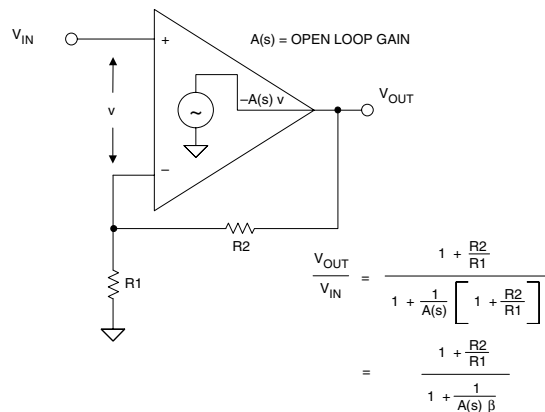 V_IN
A(s) = OPEN LOOP GAIN
+
~
–A(s) v
V_OUT
v
–
R2
R1
V_OUT / V_IN = (1 + R2/R1) / (1 + 1/A(s) [1 + R2/R1])
= (1 + R2/R1) / (1 + 1/(A(s) β))